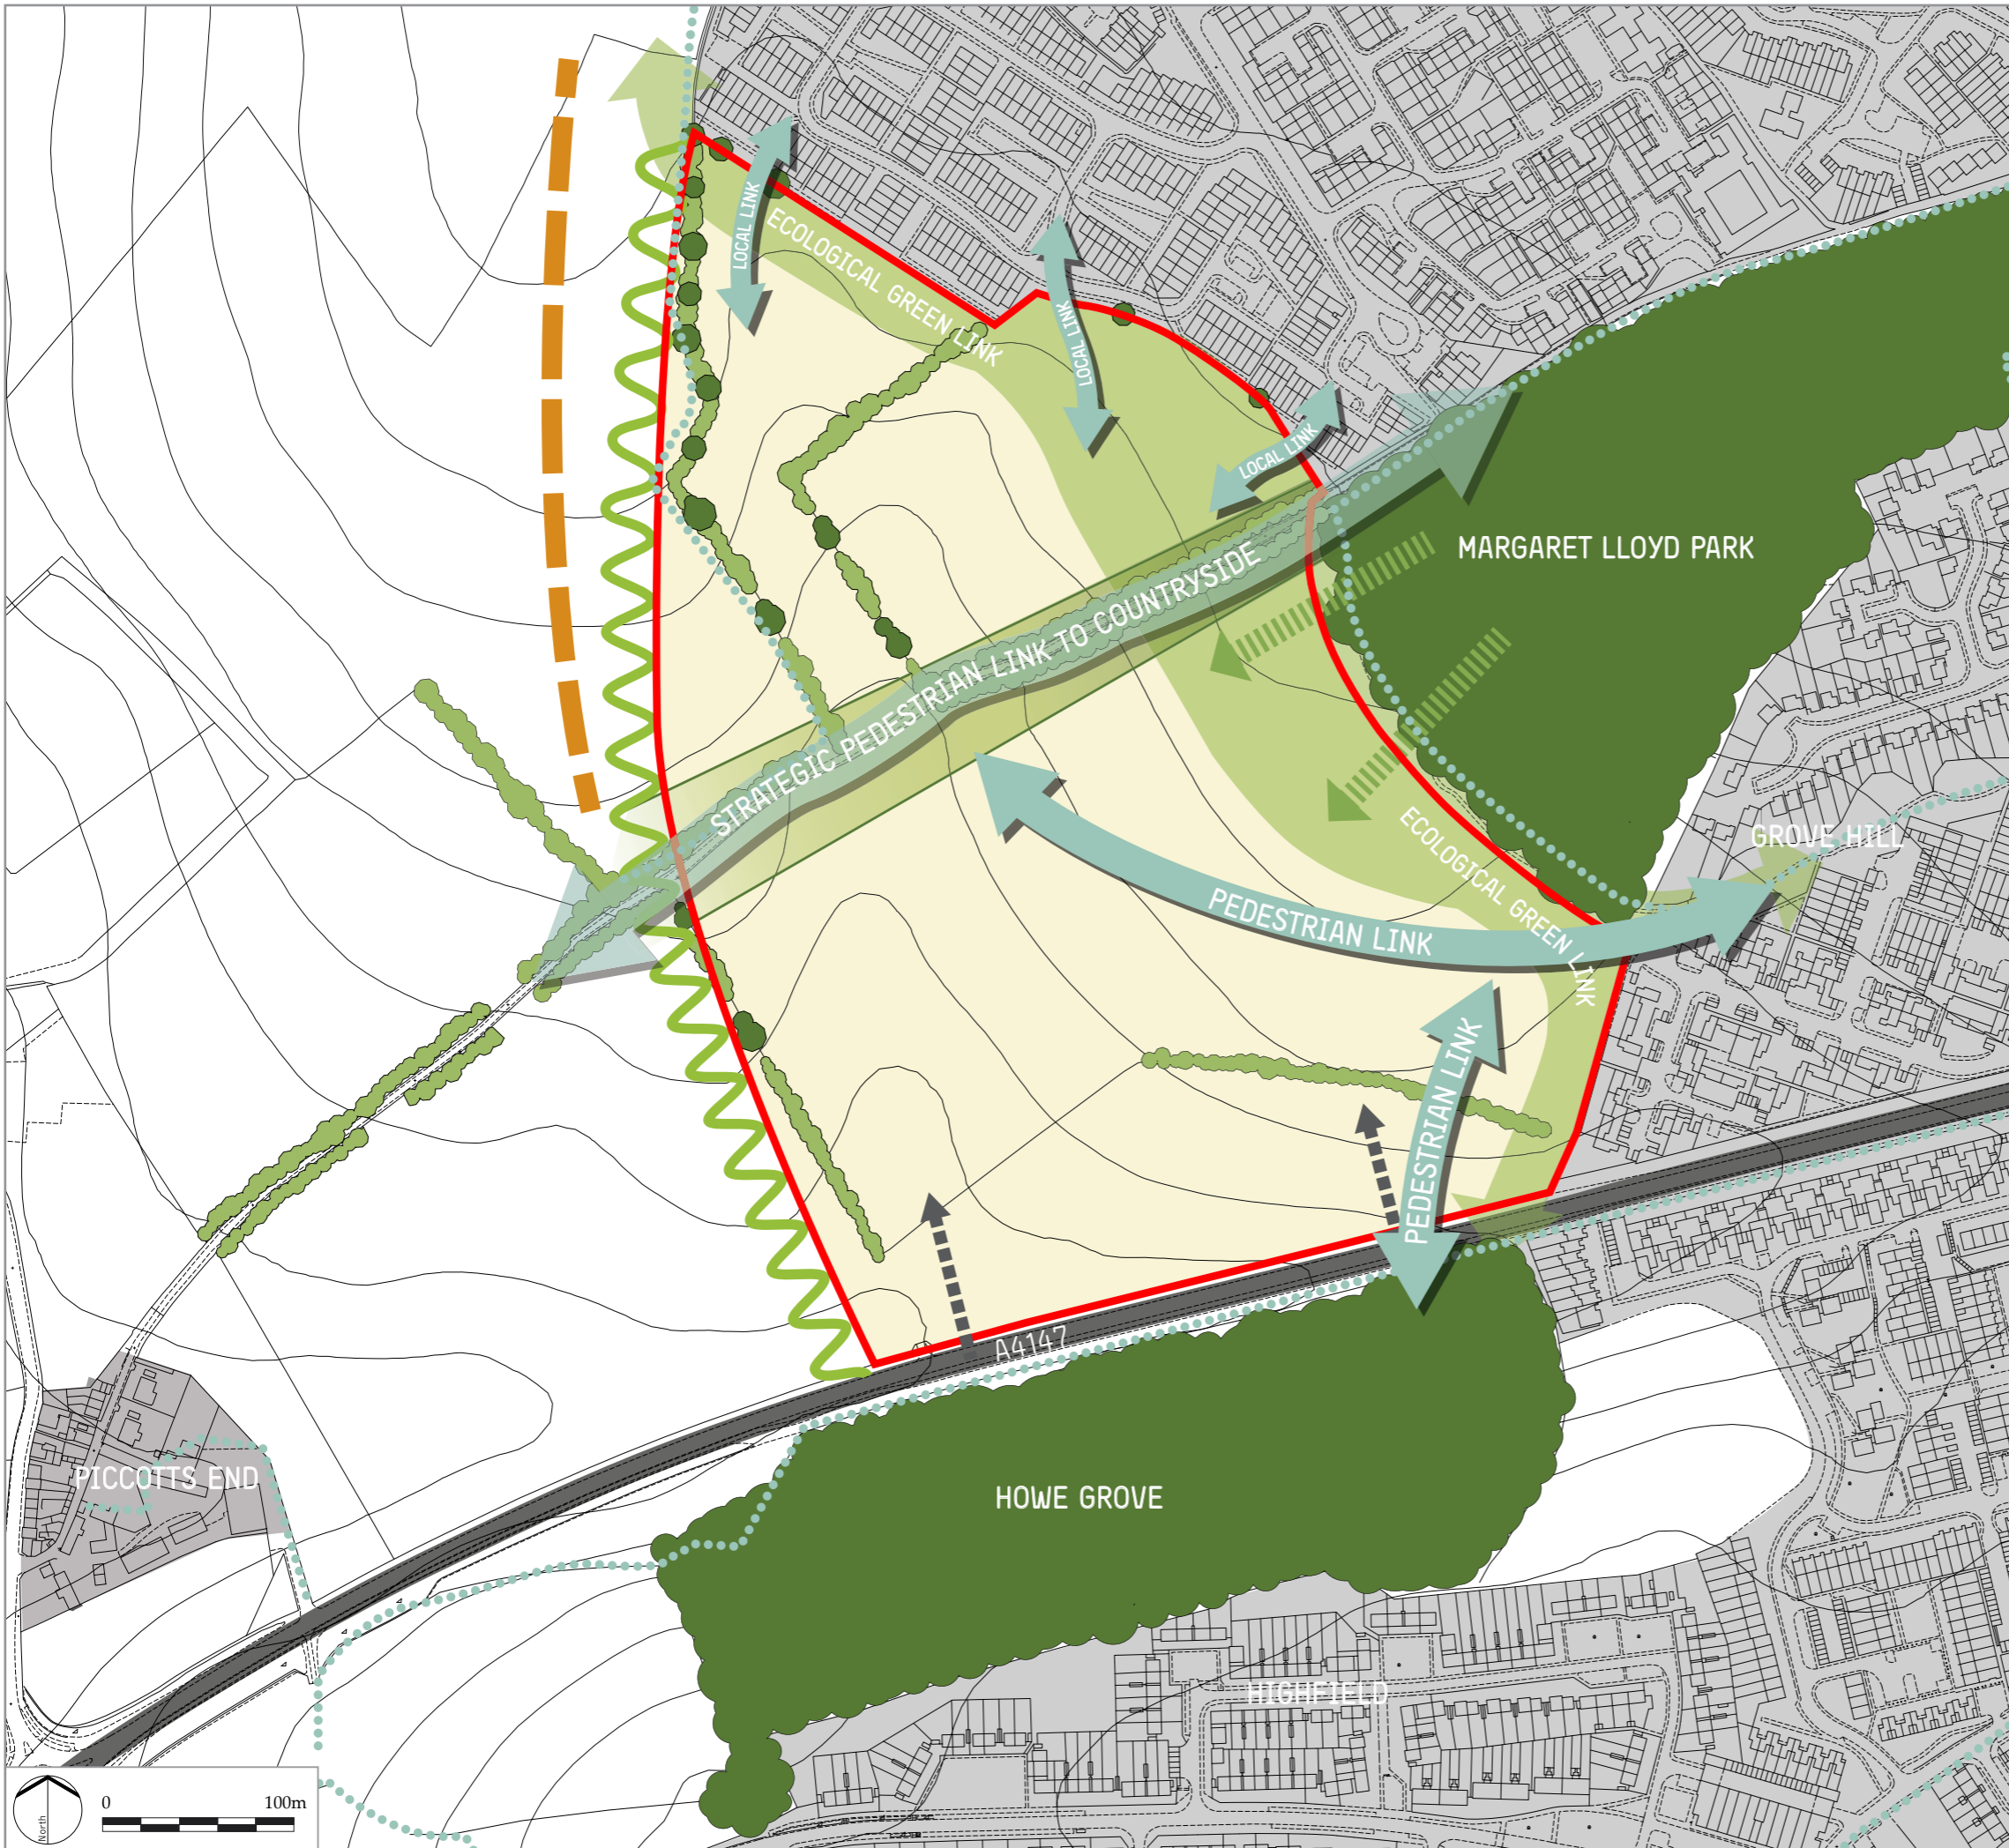 LOCAL LINK
ECOLOGICAL GREEN LINK
LOCAL LINK
LOCAL LINK
MARGARET LLOYD PARK
STRATEGIC PEDESTRIAN LINK TO COUNTRYSIDE
GROVE HILL
ECOLOGICAL GREEN LINK
PEDESTRIAN LINK
PEDESTRIAN LINK
A4147
PICCOTTS END
HOWE GROVE
HIGHFIELD
North
0 100m